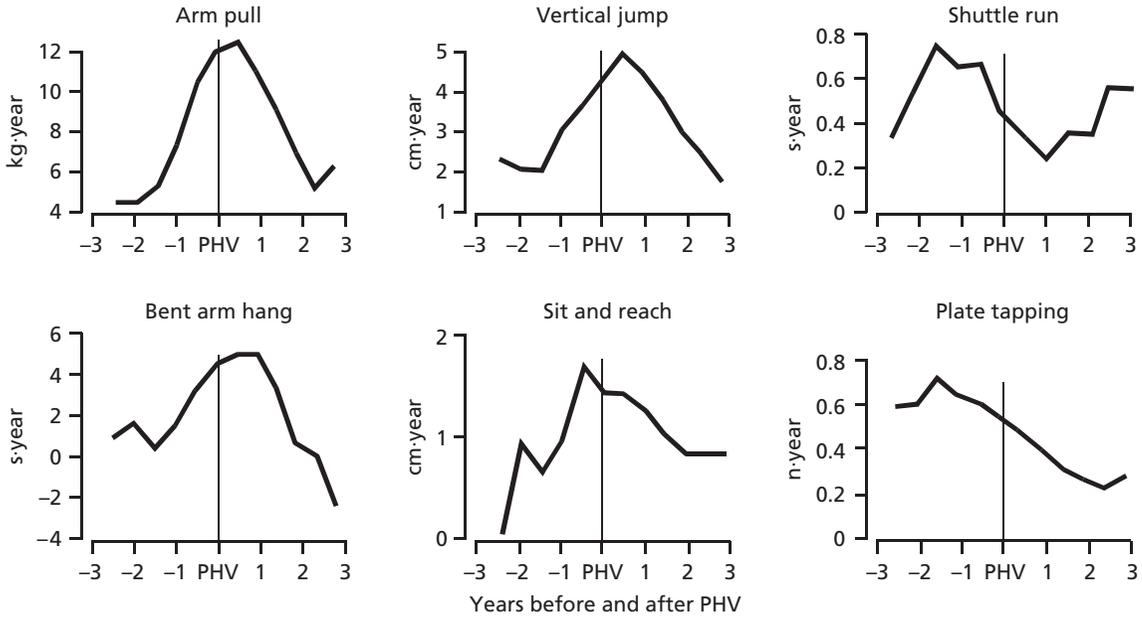 Arm pull
kg·year
12
10
8
6
4
–3 –2 –1 PHV 1 2 3
Vertical jump
cm·year
5
4
3
2
1
–3 –2 –1 PHV 1 2 3
Shuttle run
s·year
0.8
0.6
0.4
0.2
0
–3 –2 –1 PHV 1 2 3
Bent arm hang
s·year
6
4
2
0
–2
–4
–3 –2 –1 PHV 1 2 3
Sit and reach
cm·year
2
1
0
–3 –2 –1 PHV 1 2 3
Plate tapping
n·year
0.8
0.6
0.4
0.2
0
–3 –2 –1 PHV 1 2 3
Years before and after PHV